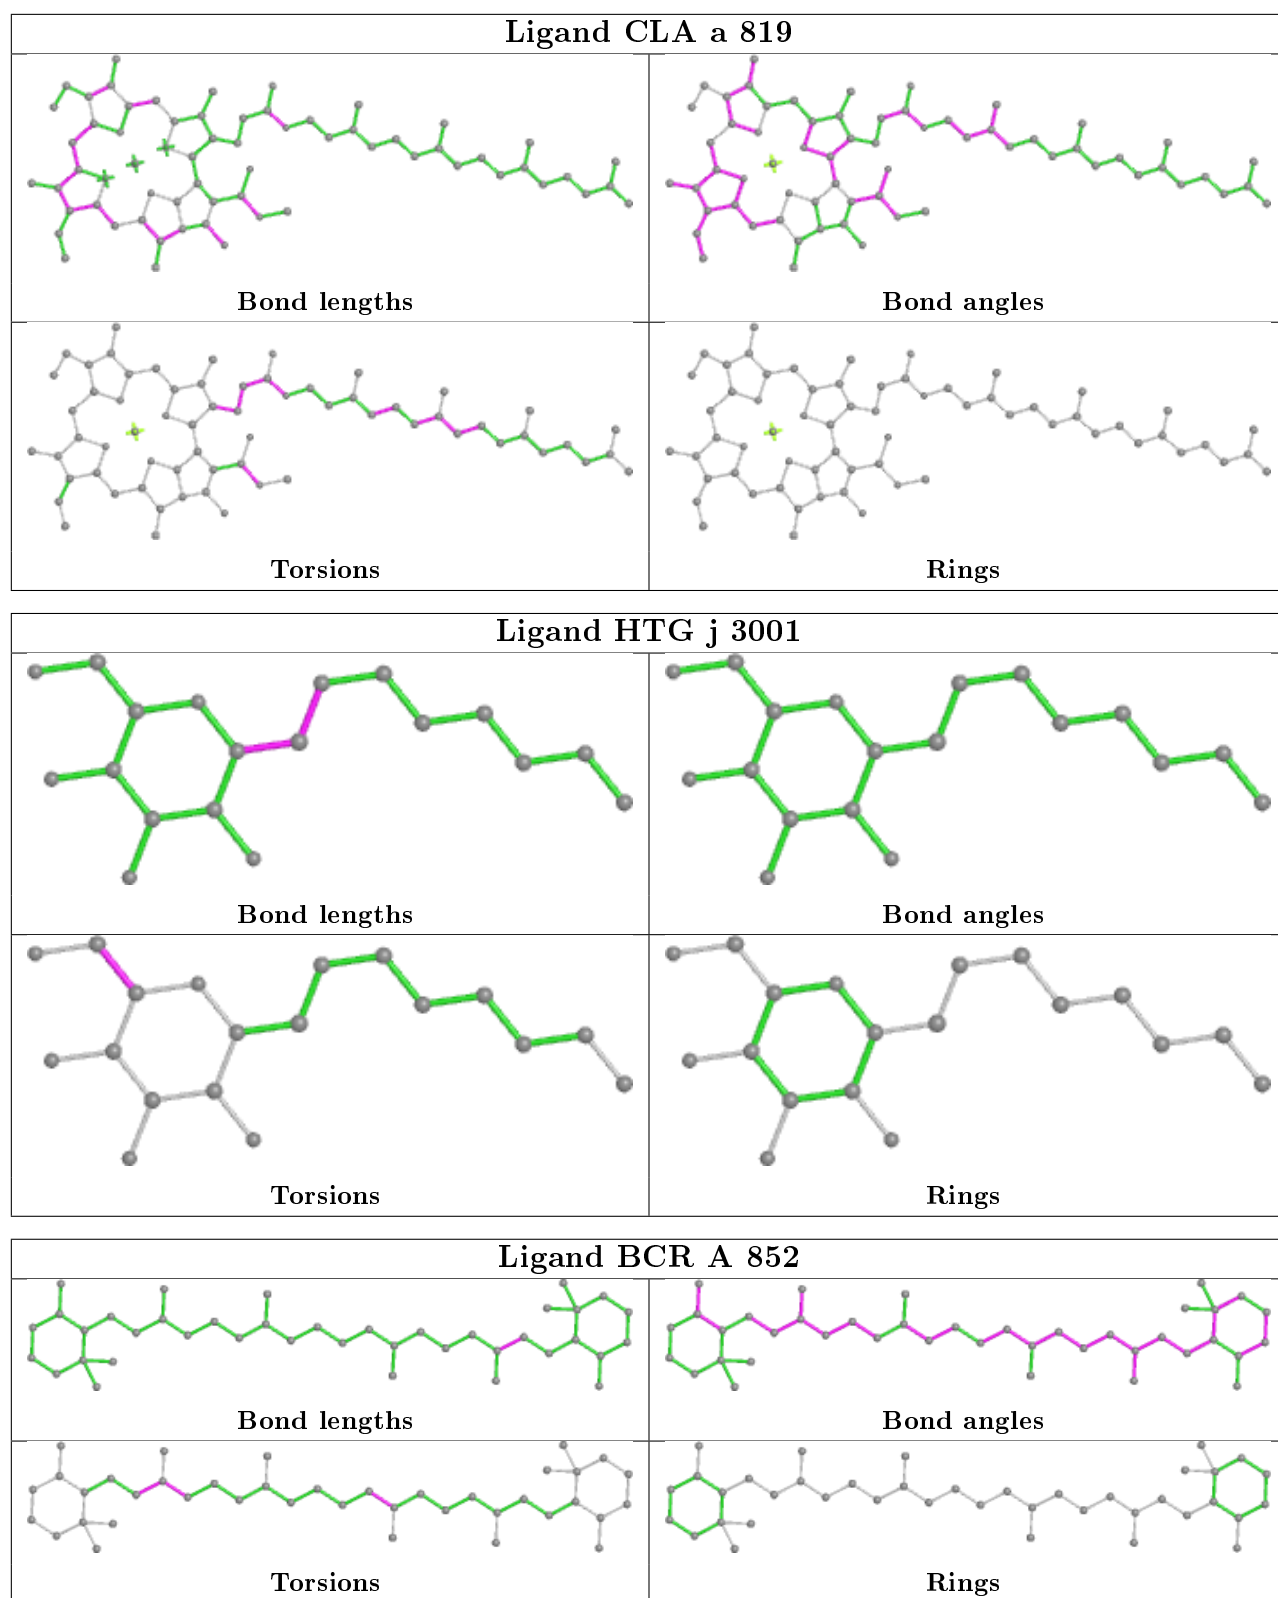 Ligand CLA a 819
Bond lengths
Bond angles
Torsions
Rings
Ligand HTG j 3001
Bond lengths
Bond angles
Torsions
Rings
Ligand BCR A 852
Bond lengths
Bond angles
Torsions
Rings